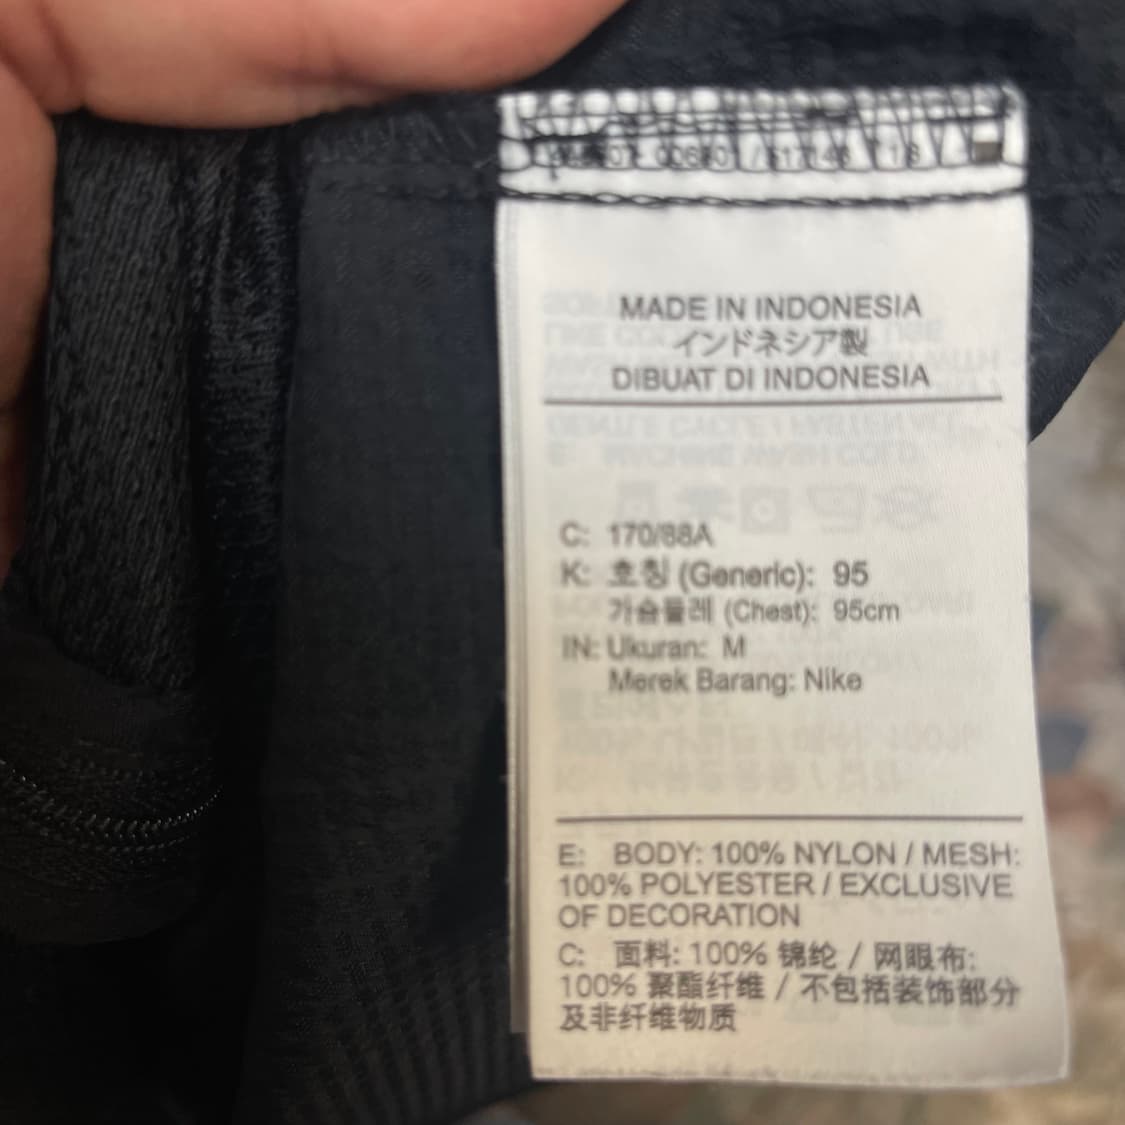 MADE IN INDONESIA
インドネシア製
DIBUAT DI INDONESIA
C: 170/88A
K: 호칭 (Generic): 95
가슴둘레 (Chest): 95cm
IN: Ukuran: M
Merek Barang: Nike
E: BODY: 100% NYLON / MESH:
100% POLYESTER / EXCLUSIVE
OF DECORATION
C: 面料: 100% 锦纶 / 网眼布:
100% 聚酯纤维 / 不包括装饰部分
及非纤维物质